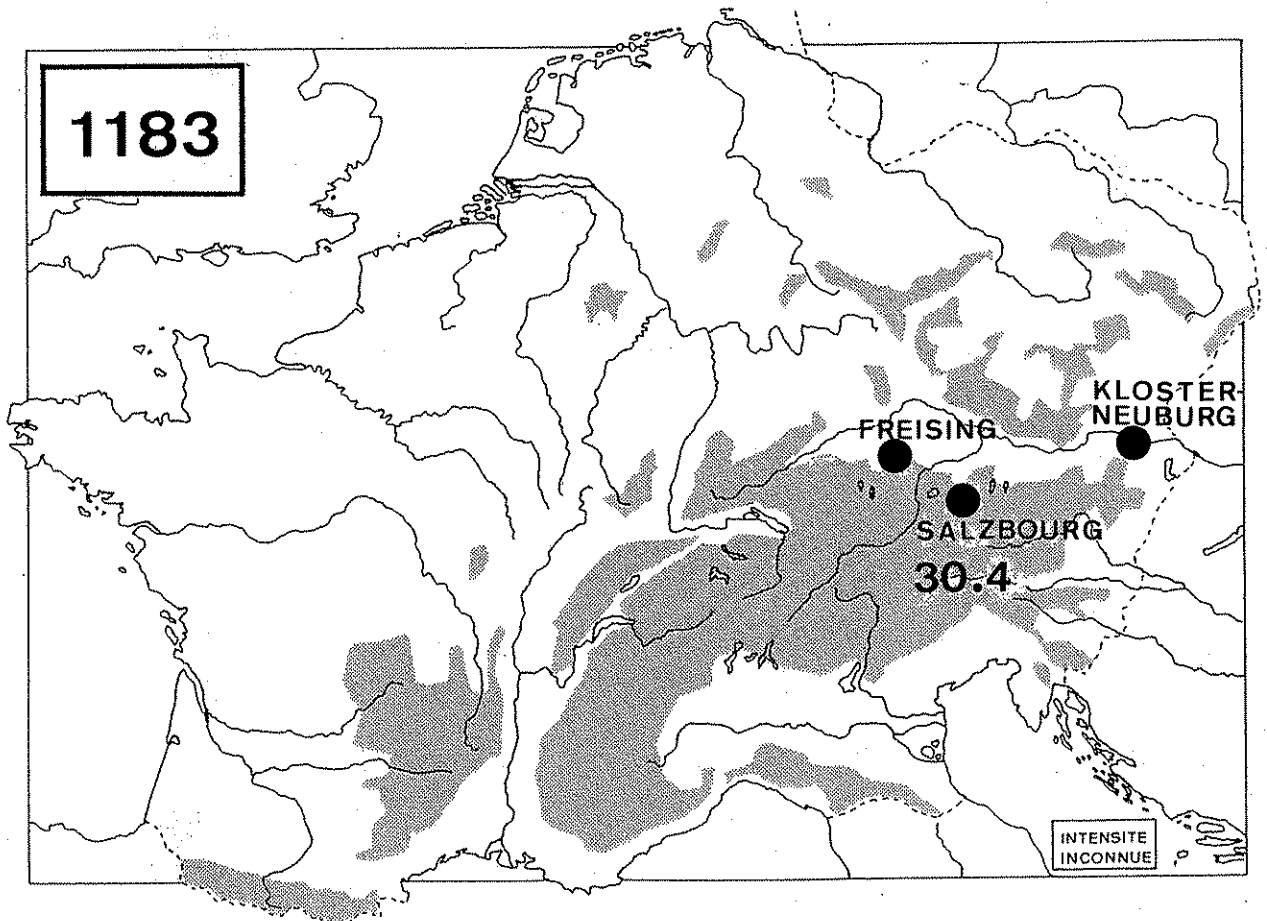 1183
KLOSTER-
NEUBURG
FREISING
SALZBOURG
30.4
INTENSITE
INCONNUE